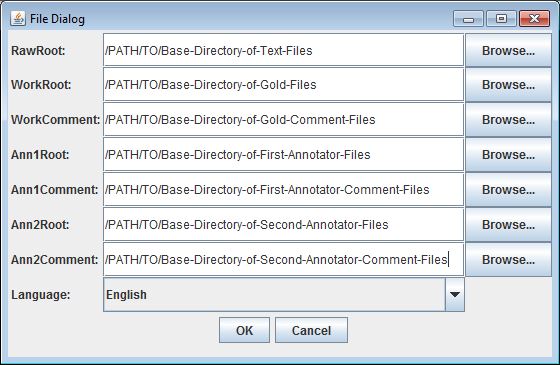 File Dialog
RawRoot: /PATH/TO/Base-Directory-of-Text-Files Browse...
WorkRoot: /PATH/TO/Base-Directory-of-Gold-Files Browse...
WorkComment: /PATH/TO/Base-Directory-of-Gold-Comment-Files Browse...
Ann1Root: /PATH/TO/Base-Directory-of-First-Annotator-Files Browse...
Ann1Comment: /PATH/TO/Base-Directory-of-First-Annotator-Comment-Files Browse...
Ann2Root: /PATH/TO/Base-Directory-of-Second-Annotator-Files Browse...
Ann2Comment: /PATH/TO/Base-Directory-of-Second-Annotator-Comment-Files Browse...
Language: English
OK Cancel